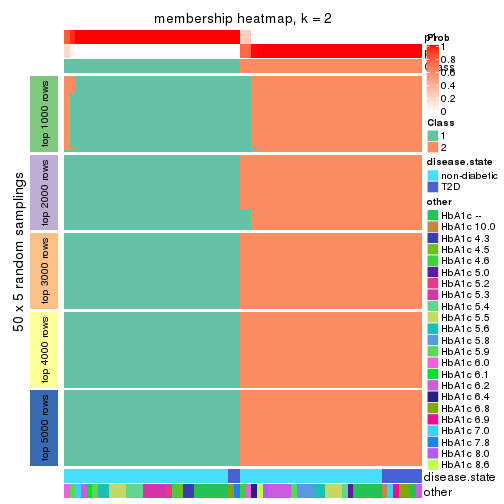 membership heatmap, k = 2
50 x 5 random samplings
top 1000 rows
top 2000 rows
top 3000 rows
top 4000 rows
top 5000 rows
Prob
1
0.8
0.6
0.4
0.2
0
Class
1
2
disease.state
non-diabetic
T2D
other
HbA1c --
HbA1c 10.0
HbA1c 4.3
HbA1c 4.5
HbA1c 4.6
HbA1c 5.0
HbA1c 5.2
HbA1c 5.3
HbA1c 5.4
HbA1c 5.5
HbA1c 5.6
HbA1c 5.8
HbA1c 5.9
HbA1c 6.0
HbA1c 6.1
HbA1c 6.2
HbA1c 6.4
HbA1c 6.8
HbA1c 6.9
HbA1c 7.0
HbA1c 7.8
HbA1c 8.0
HbA1c 8.6
disease.state
other